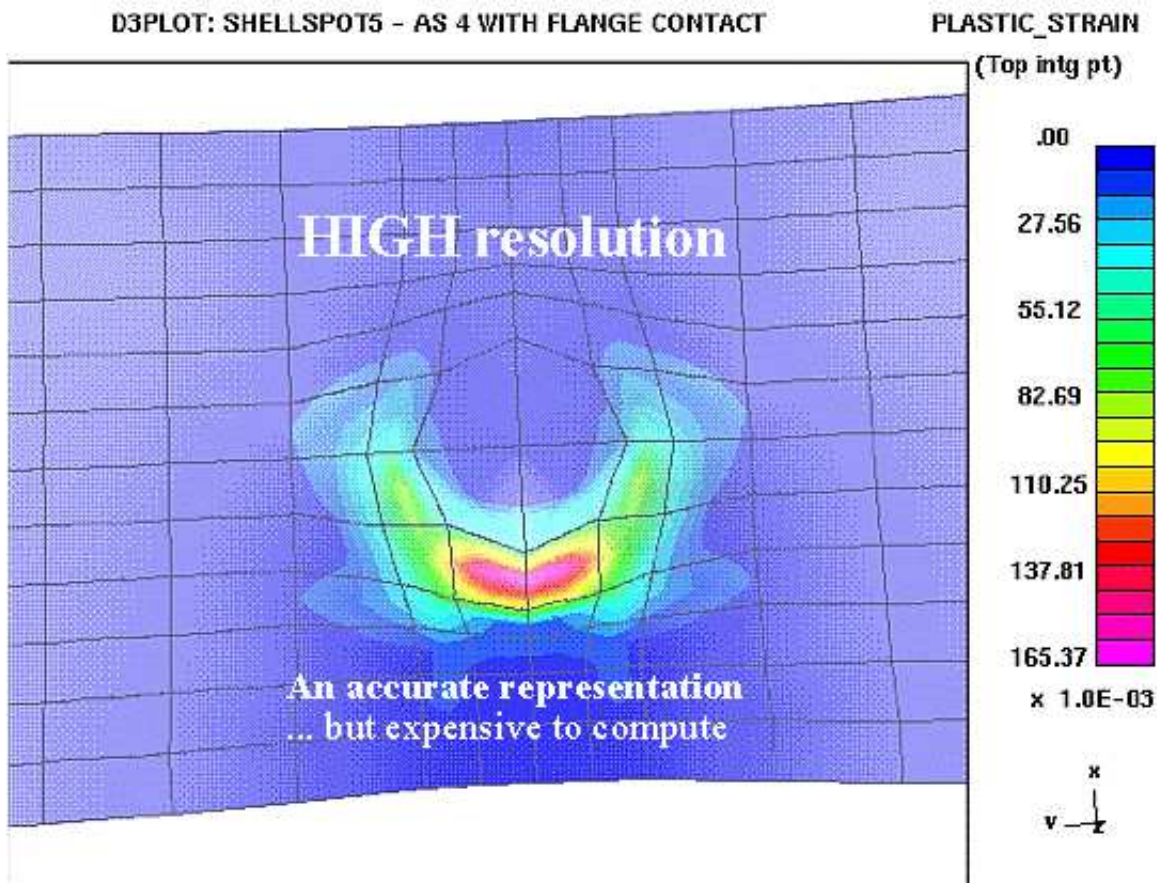 D3PLOT: SHELLSPOT5 - AS 4 WITH FLANGE CONTACT
PLASTIC_STRAIN
(Top intg pt)
.00
27.56
55.12
82.69
110.25
137.81
165.37
x 1.0E-03
HIGH resolution
An accurate representation
... but expensive to compute
x
Y
z